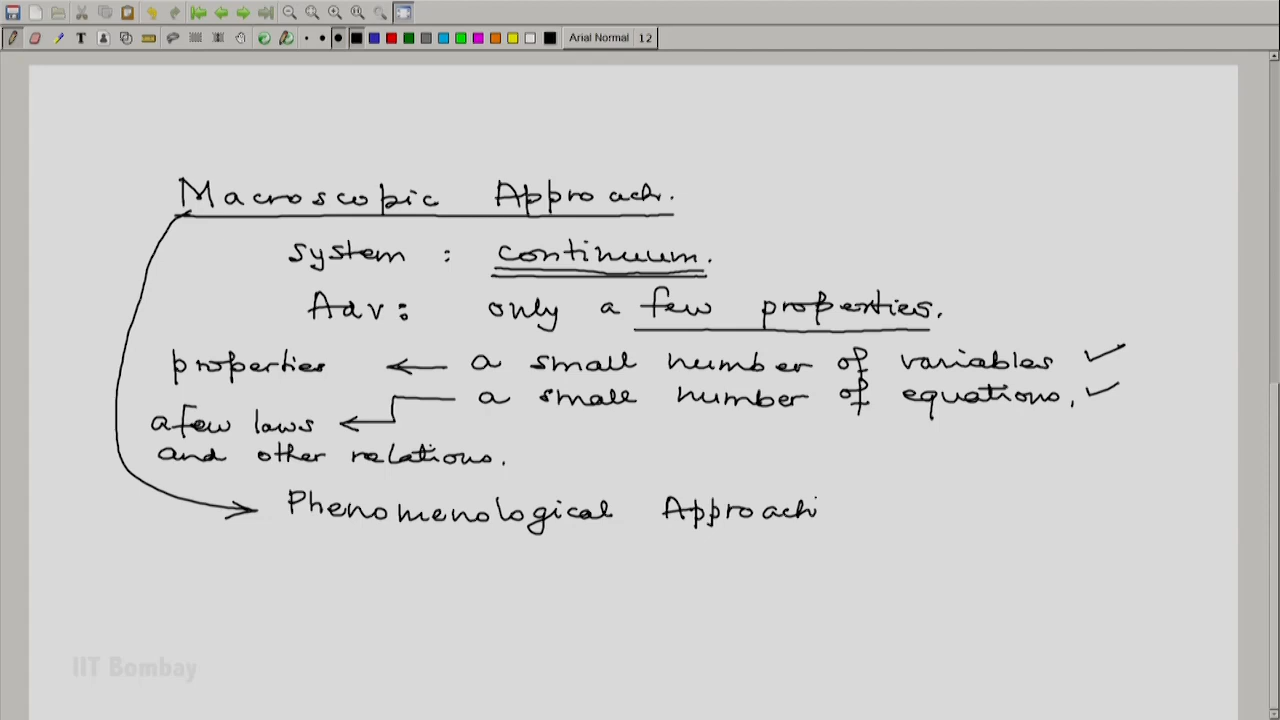 Arial Normal 12
Macroscopic Approach.
system : continuum.
Adv: only a few properties.
properties ← a small number of variables ✓
a small number of equations. ✓
a few laws ←
and other relations.
→ Phenomenological Approach
IIT Bombay